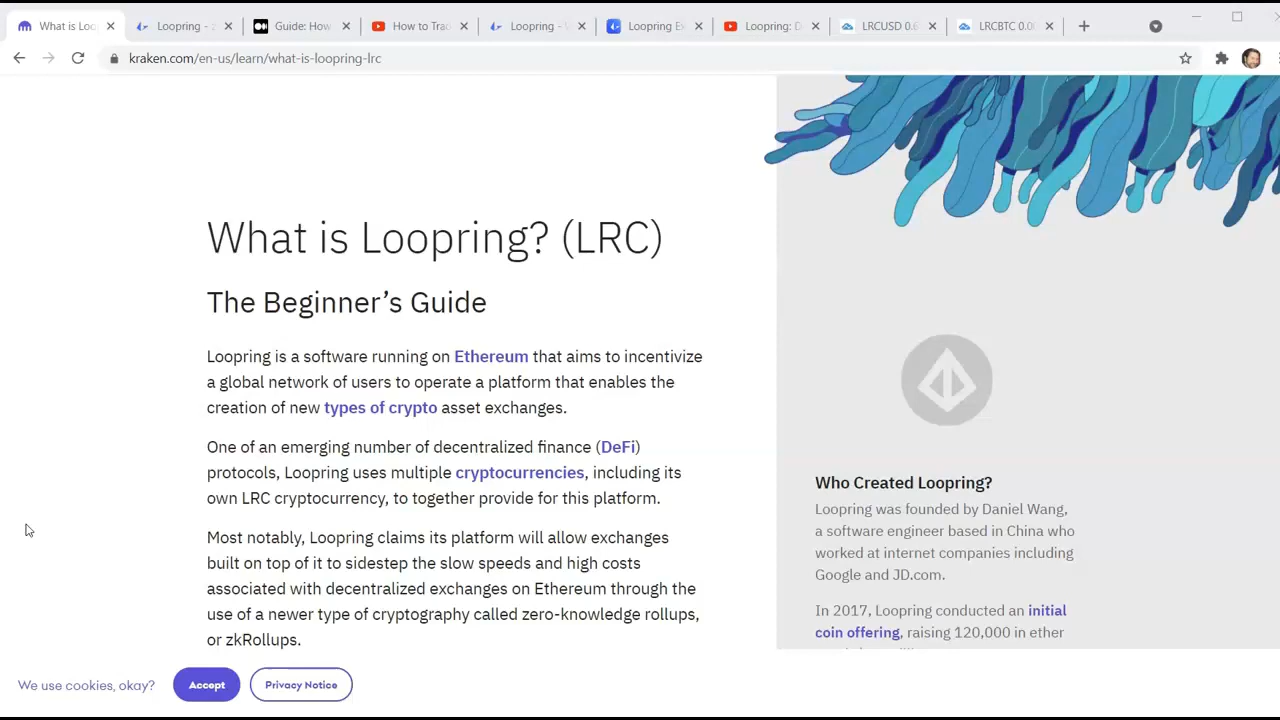 What is Loo
Loopring - z
Guide: How
How to Trac
Loopring -
Loopring Ex
Loopring: D
LRCUSD 0.6
LRCBTC 0.0
kraken.com/en-us/learn/what-is-loopring-lrc
What is Loopring? (LRC)
The Beginner's Guide
Loopring is a software running on Ethereum that aims to incentivize
a global network of users to operate a platform that enables the
creation of new types of crypto asset exchanges.
One of an emerging number of decentralized finance (DeFi)
protocols, Loopring uses multiple cryptocurrencies, including its
own LRC cryptocurrency, to together provide for this platform.
Most notably, Loopring claims its platform will allow exchanges
built on top of it to sidestep the slow speeds and high costs
associated with decentralized exchanges on Ethereum through the
use of a newer type of cryptography called zero-knowledge rollups,
or zkRollups.
Who Created Loopring?
Loopring was founded by Daniel Wang,
a software engineer based in China who
worked at internet companies including
Google and JD.com.
In 2017, Loopring conducted an initial
coin offering, raising 120,000 in ether
We use cookies, okay?
Accept
Privacy Notice